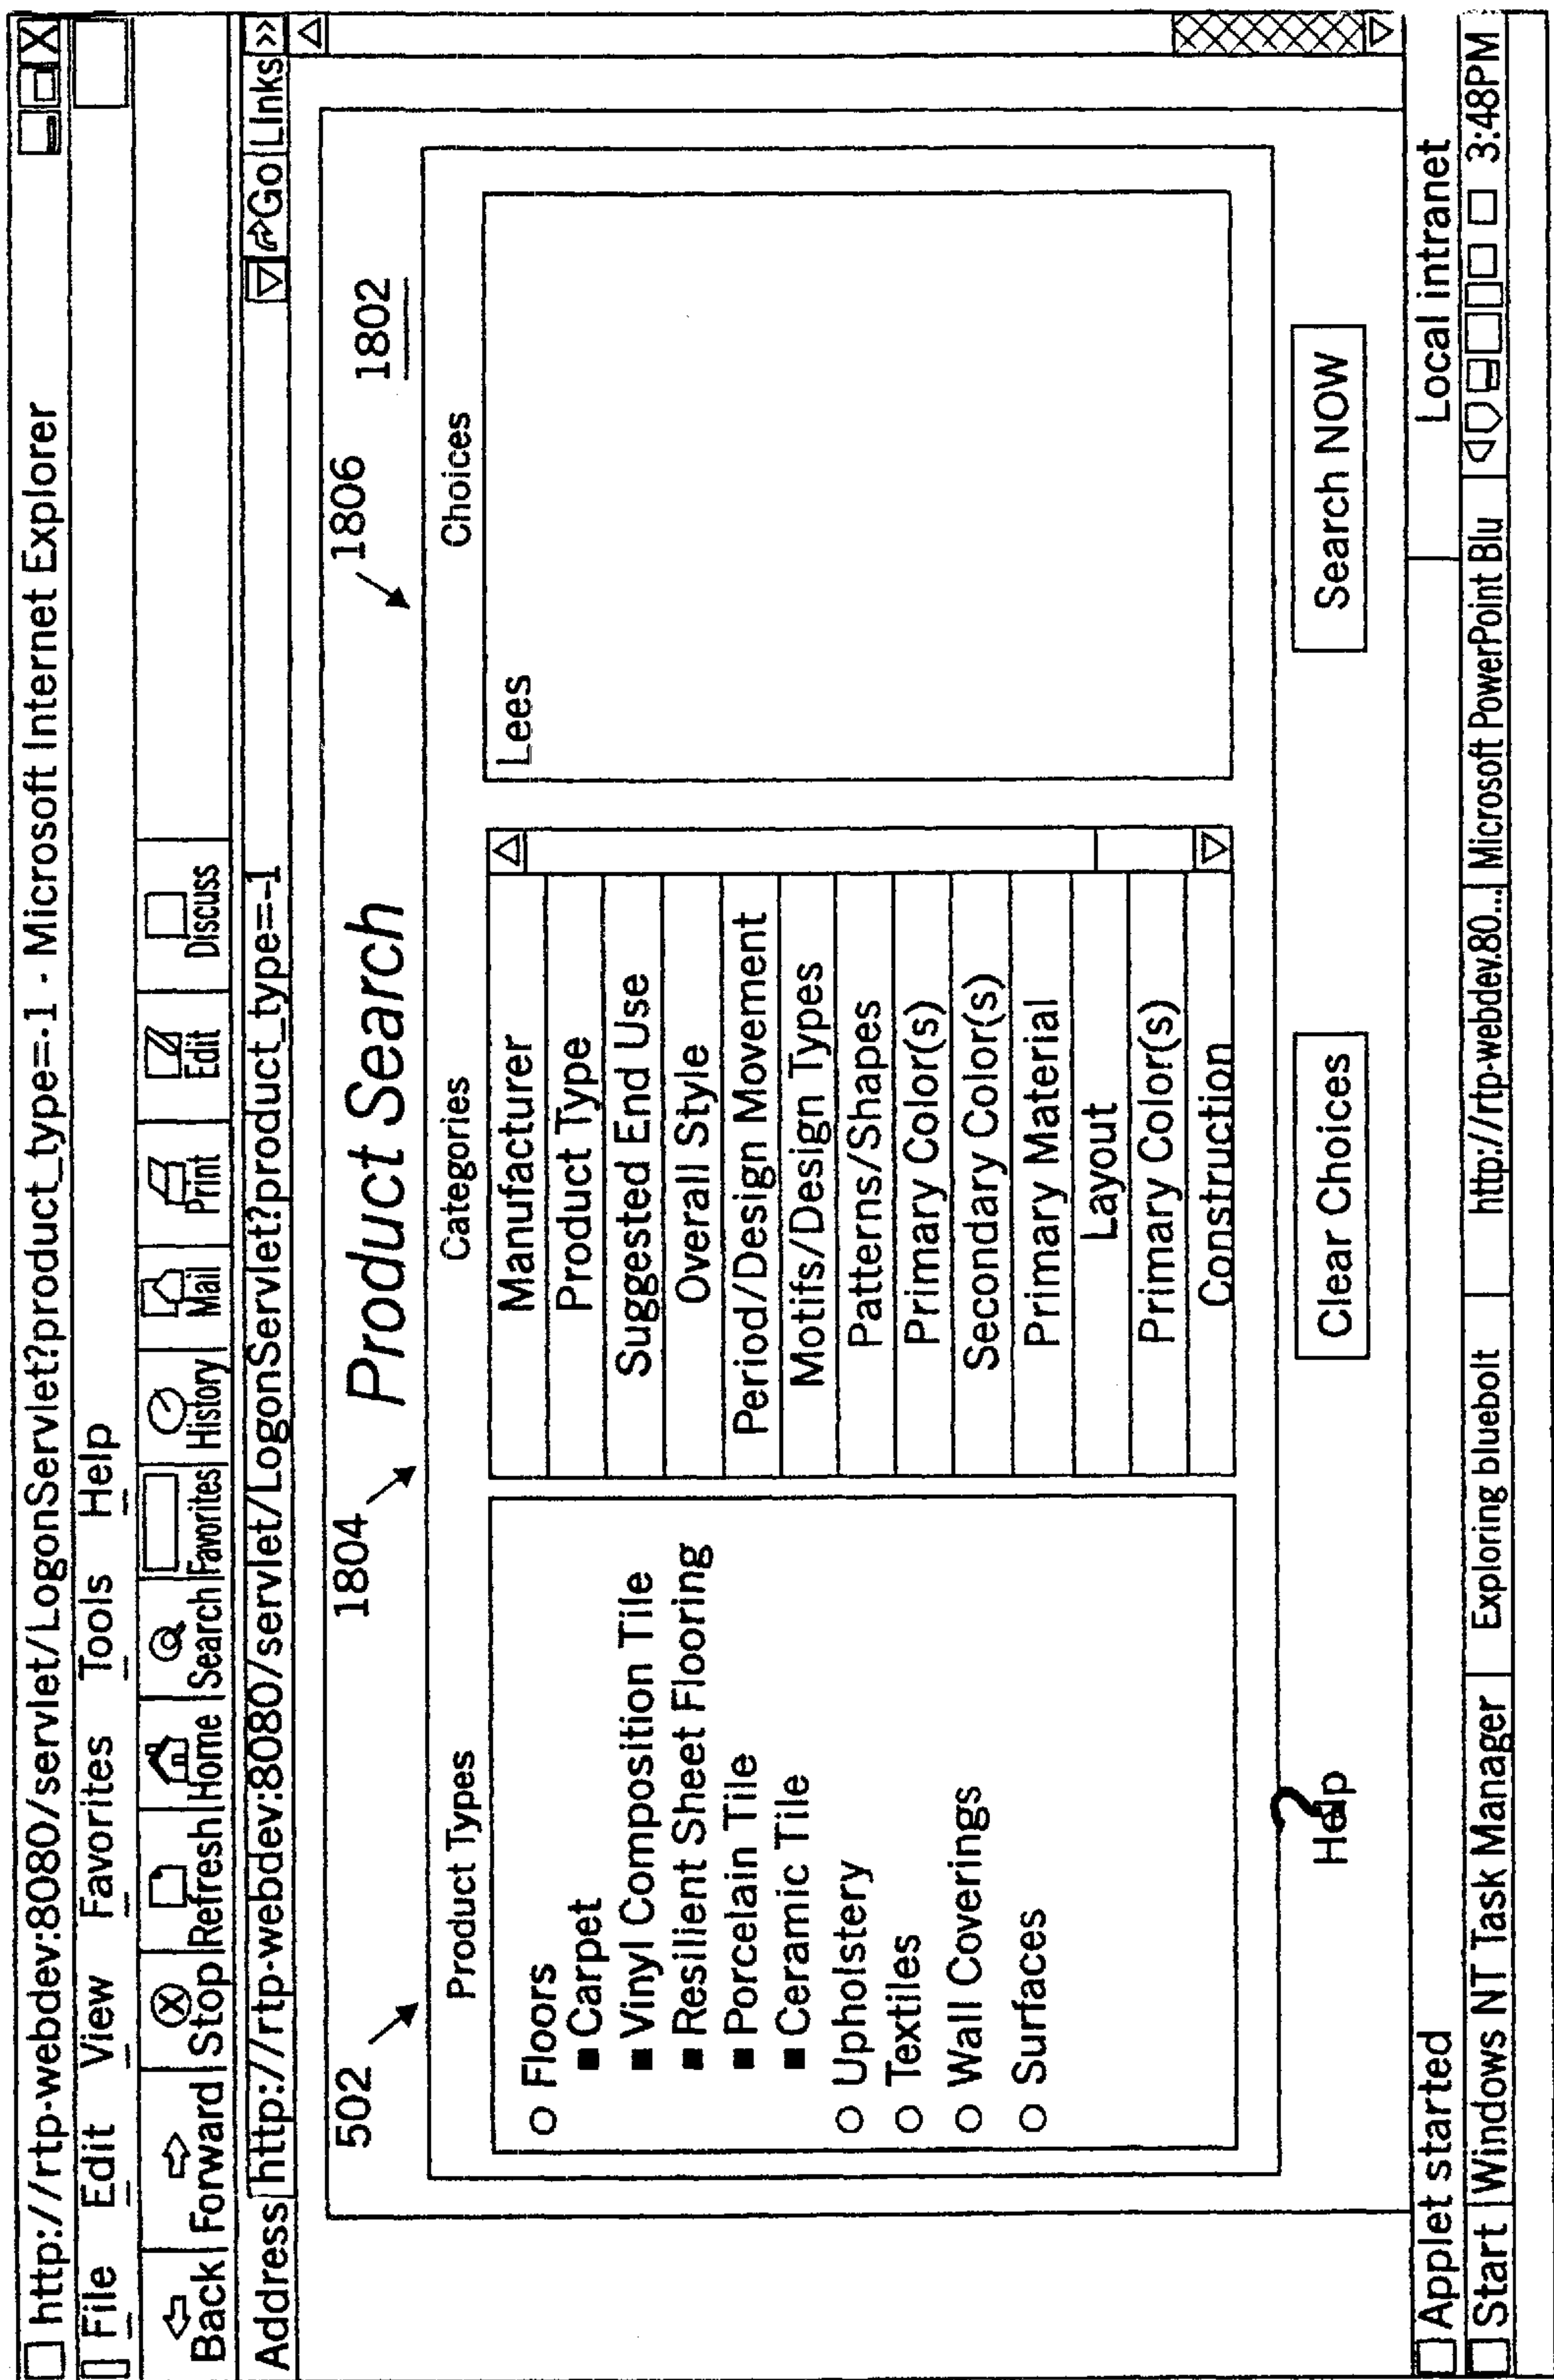 http://rtp-webdev:8080/servlet/LogonServlet?product_type=-1 - Microsoft Internet Explorer
File Edit View Favorites Tools Help
Back Forward Stop Refresh Home Search Favorites History Mail Print Edit Discuss
Address http://rtp-webdev:8080/servlet/LogonServlet?product_type=-1 Go Links >>
502 1804 Product Search 1806 1802
Product Types
Floors
Carpet
Vinyl Composition Tile
Resilient Sheet Flooring
Porcelain Tile
Ceramic Tile
Upholstery
Textiles
Wall Coverings
Surfaces
Categories
Manufacturer
Product Type
Suggested End Use
Overall Style
Period/Design Movement
Motifs/Design Types
Patterns/Shapes
Primary Color(s)
Secondary Color(s)
Primary Material
Layout
Primary Color(s)
Construction
Choices
Lees
?
Help
Clear Choices
Search NOW
Applet started Local intranet
Start Windows NT Task Manager Exploring bluebolt http://rtp-webdev.80... Microsoft PowerPoint Blu 3:48PM